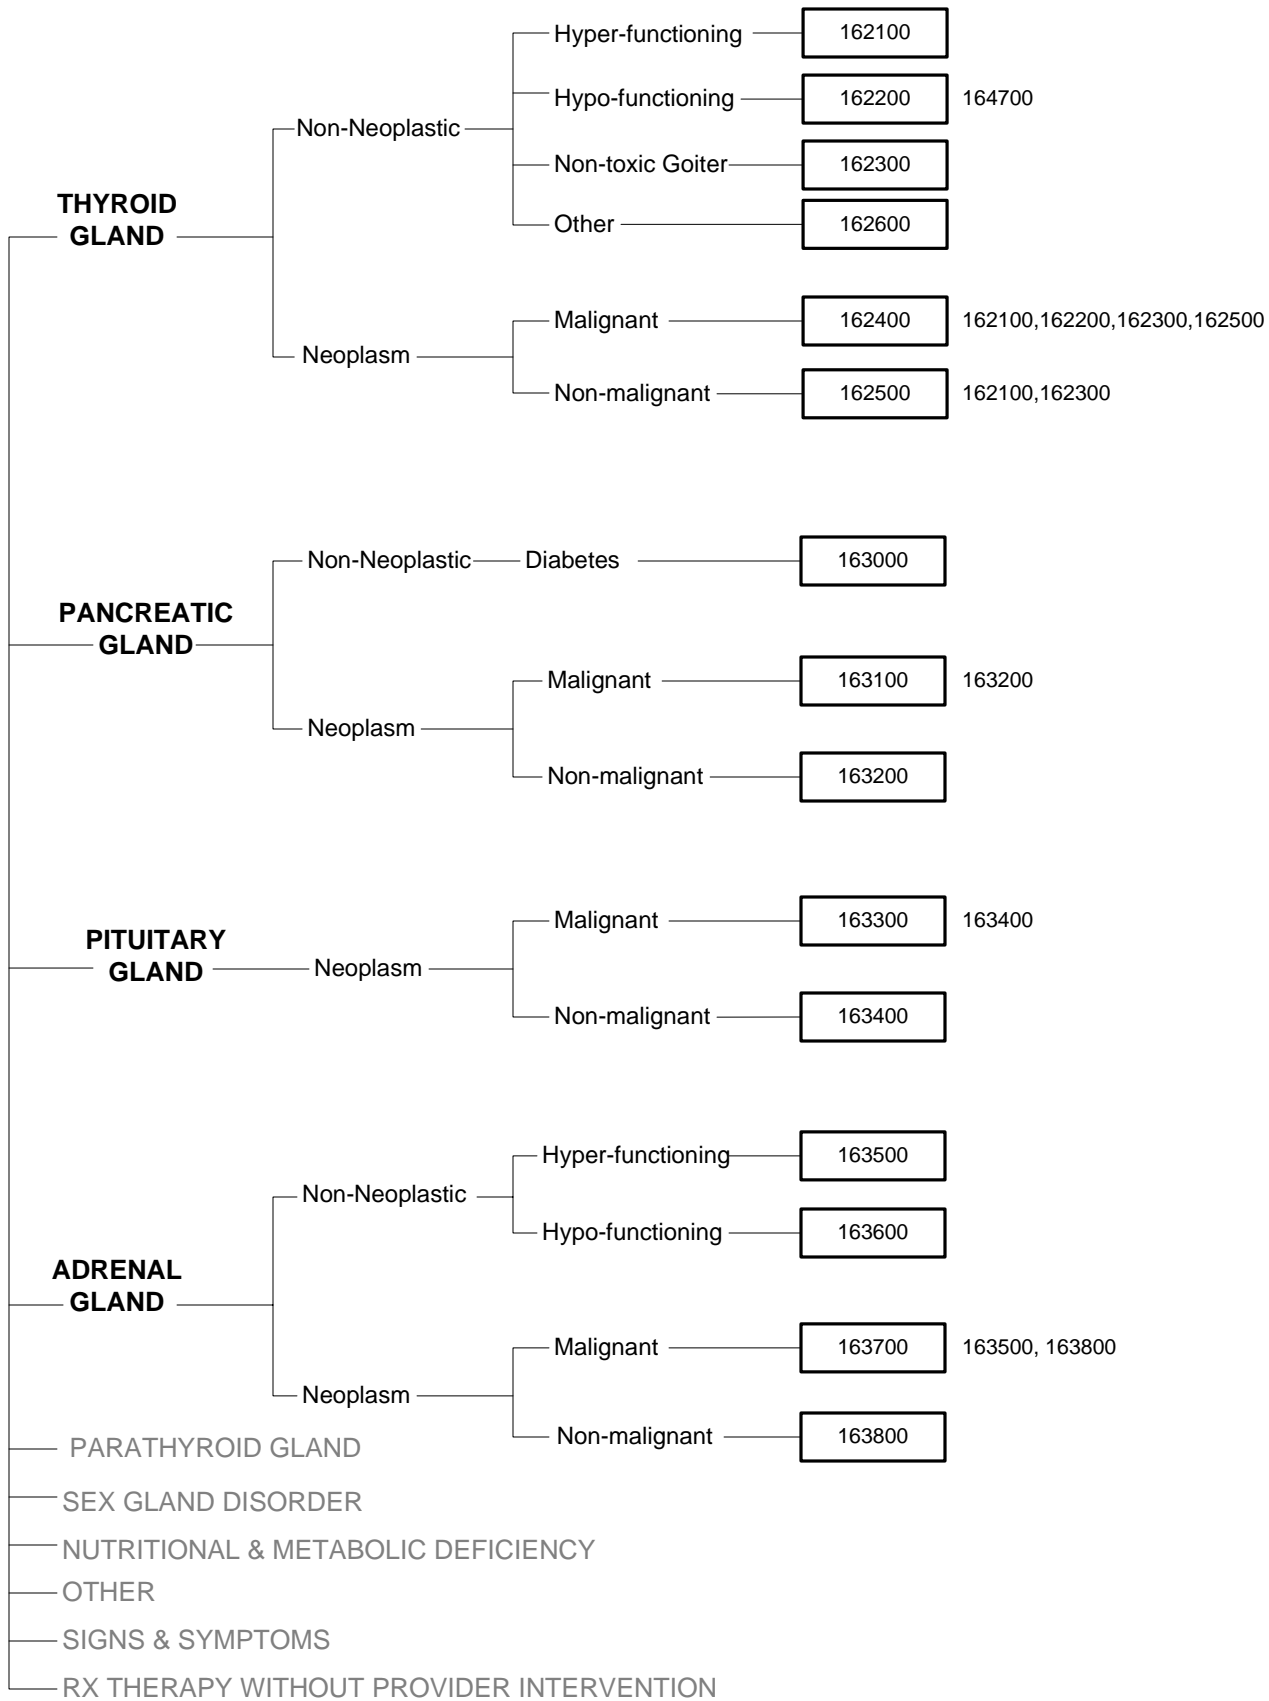 Hyper-functioning 162100
Hypo-functioning 162200 164700
Non-Neoplastic
Non-toxic Goiter 162300
THYROID
GLAND
Other 162600
Malignant 162400 162100,162200,162300,162500
Neoplasm
Non-malignant 162500 162100,162300
Non-Neoplastic Diabetes 163000
PANCREATIC
GLAND
Malignant 163100 163200
Neoplasm
Non-malignant 163200
Malignant 163300 163400
PITUITARY
GLAND
Neoplasm
Non-malignant 163400
Hyper-functioning 163500
Non-Neoplastic
Hypo-functioning 163600
ADRENAL
GLAND
Malignant 163700 163500, 163800
Neoplasm
Non-malignant 163800
PARATHYROID GLAND
SEX GLAND DISORDER
NUTRITIONAL & METABOLIC DEFICIENCY
OTHER
SIGNS & SYMPTOMS
RX THERAPY WITHOUT PROVIDER INTERVENTION